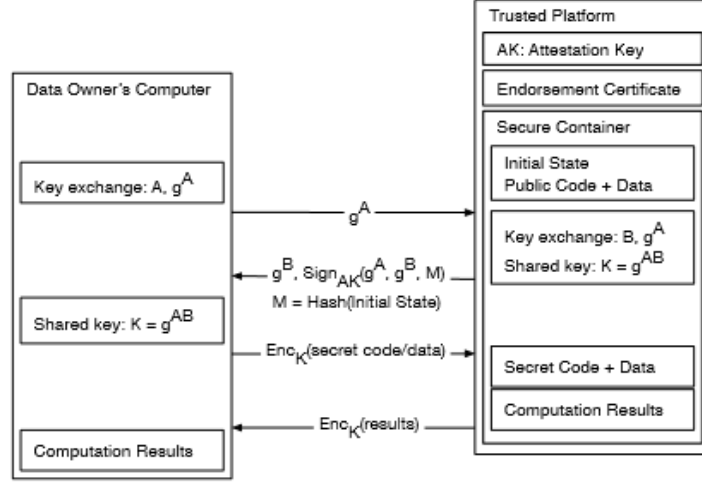 Trusted Platform
AK: Attestation Key
Endorsement Certificate
Data Owner's Computer
Secure Container
Initial State
Public Code + Data
Key exchange: A, g^A
g^A
Key exchange: B, g^A
Shared key: K = g^AB
g^B, Sign_AK(g^A, g^B, M)
M = Hash(Initial State)
Shared key: K = g^AB
Enc_K(secret code/data)
Secret Code + Data
Computation Results
Enc_K(results)
Computation Results